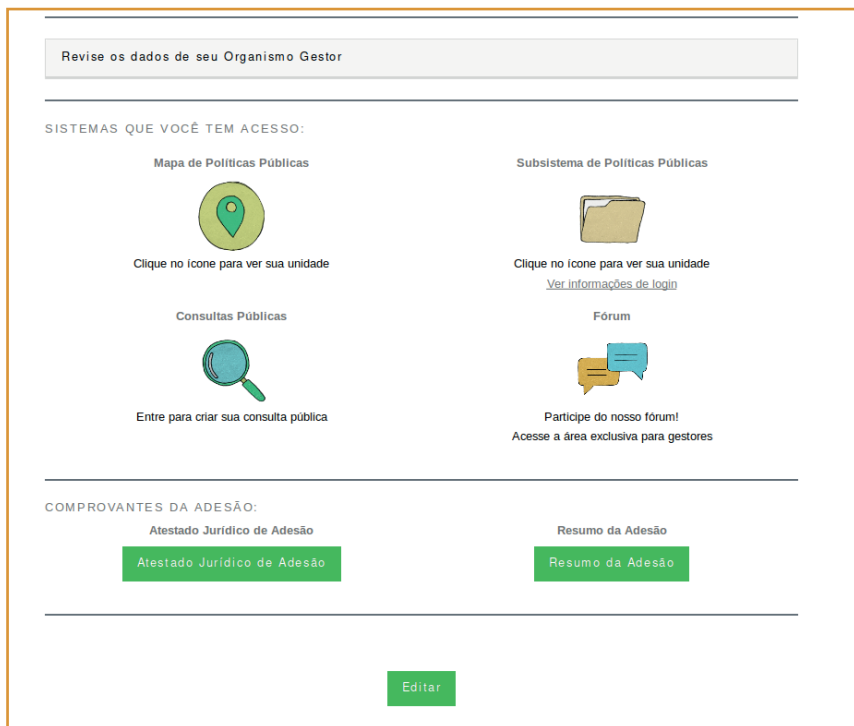 Revise os dados de seu Organismo Gestor
SISTEMAS QUE VOCÊ TEM ACESSO:
Mapa de Políticas Públicas
Clique no ícone para ver sua unidade
Subsistema de Políticas Públicas
Clique no ícone para ver sua unidade
Ver informações de login
Consultas Públicas
Entre para criar sua consulta pública
Fórum
Participe do nosso fórum!
Acesse a área exclusiva para gestores
COMPROVANTES DA ADESÃO:
Atestado Jurídico de Adesão
Atestado Jurídico de Adesão
Resumo da Adesão
Resumo da Adesão
Editar